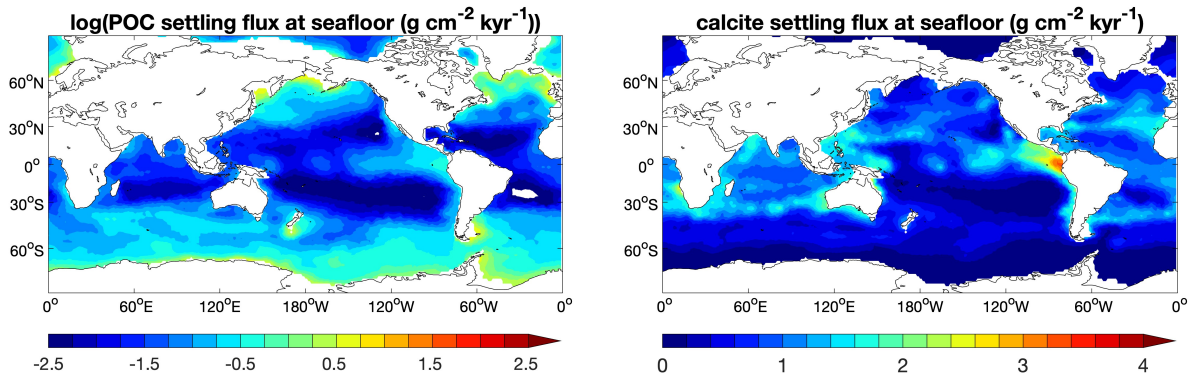 log(POC settling flux at seafloor (g cm⁻² kyr⁻¹))
60°N
30°N
0°
30°S
60°S
0° 60°E 120°E 180°W 120°W 60°W 0°
-2.5 -1.5 -0.5 0.5 1.5 2.5
calcite settling flux at seafloor (g cm⁻² kyr⁻¹)
60°N
30°N
0°
30°S
60°S
0° 60°E 120°E 180°W 120°W 60°W 0°
0 1 2 3 4